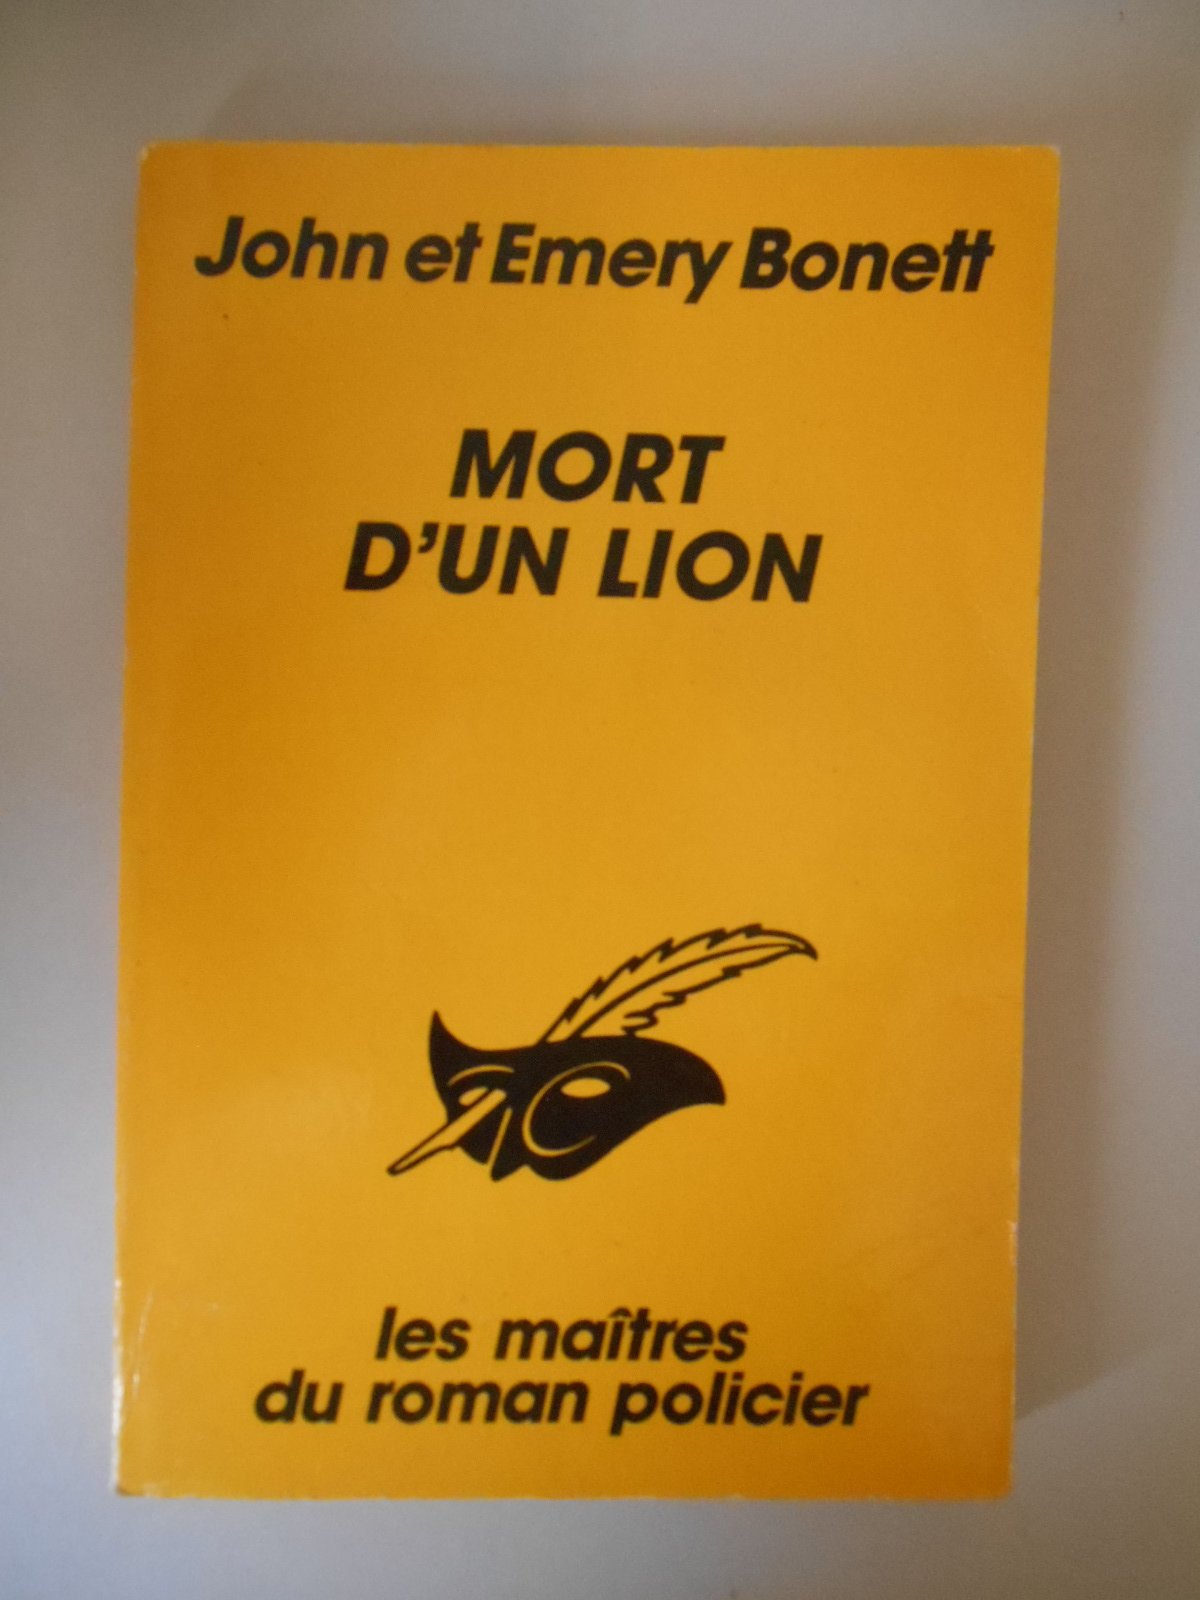 John et Emery Bonett
MORT
D'UN LION
les maîtres
du roman policier